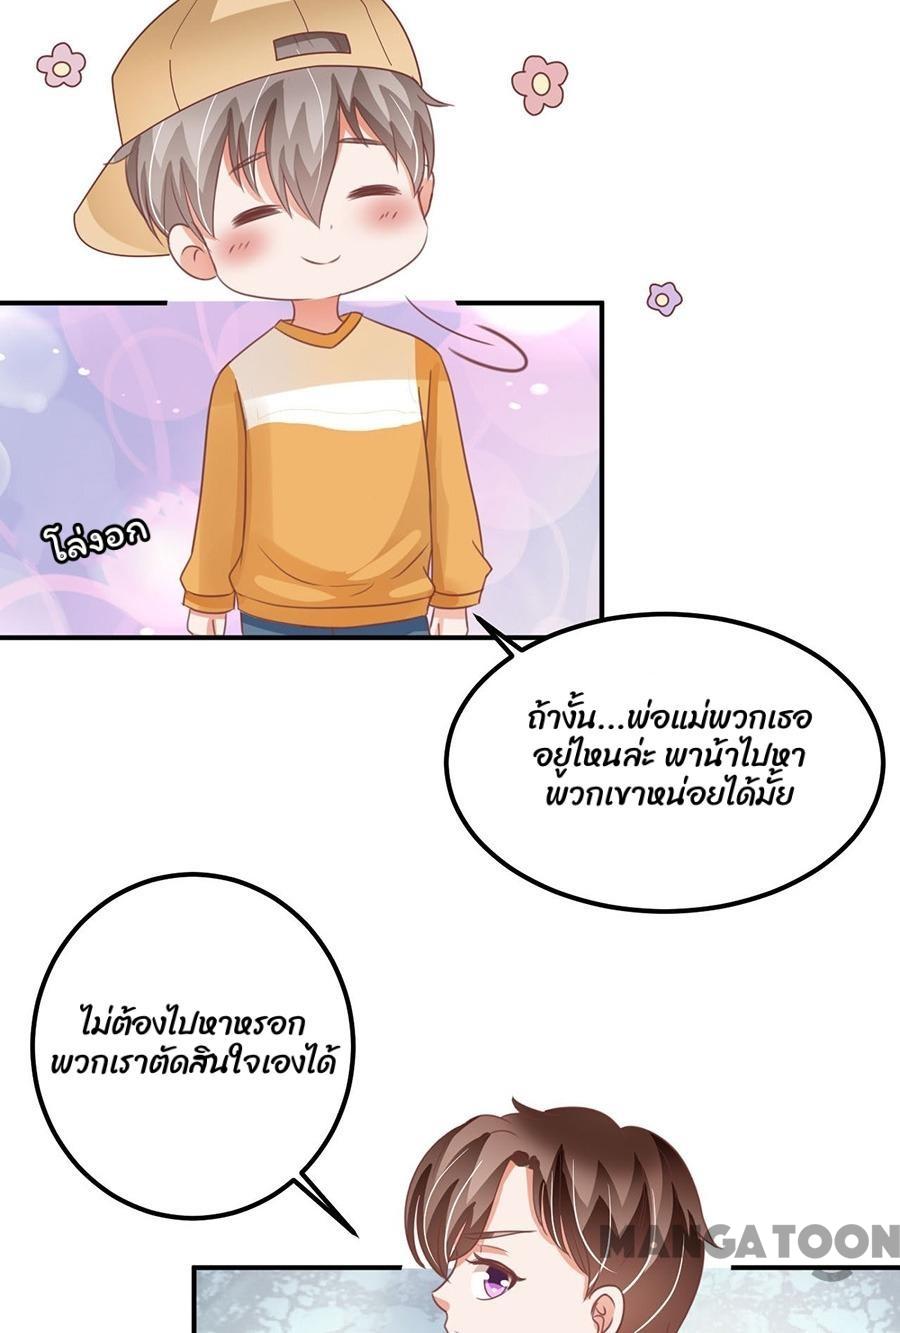 โล่งอก
ถ้างั้น...พ่อแม่พวกเธอ
อยู่ไหนล่ะ พาน้าไปหา
พวกเขาหน่อยได้มั้ย
ไม่ต้องไปหาหรอก
พวกเราตัดสินใจเองได้
MANGATOON